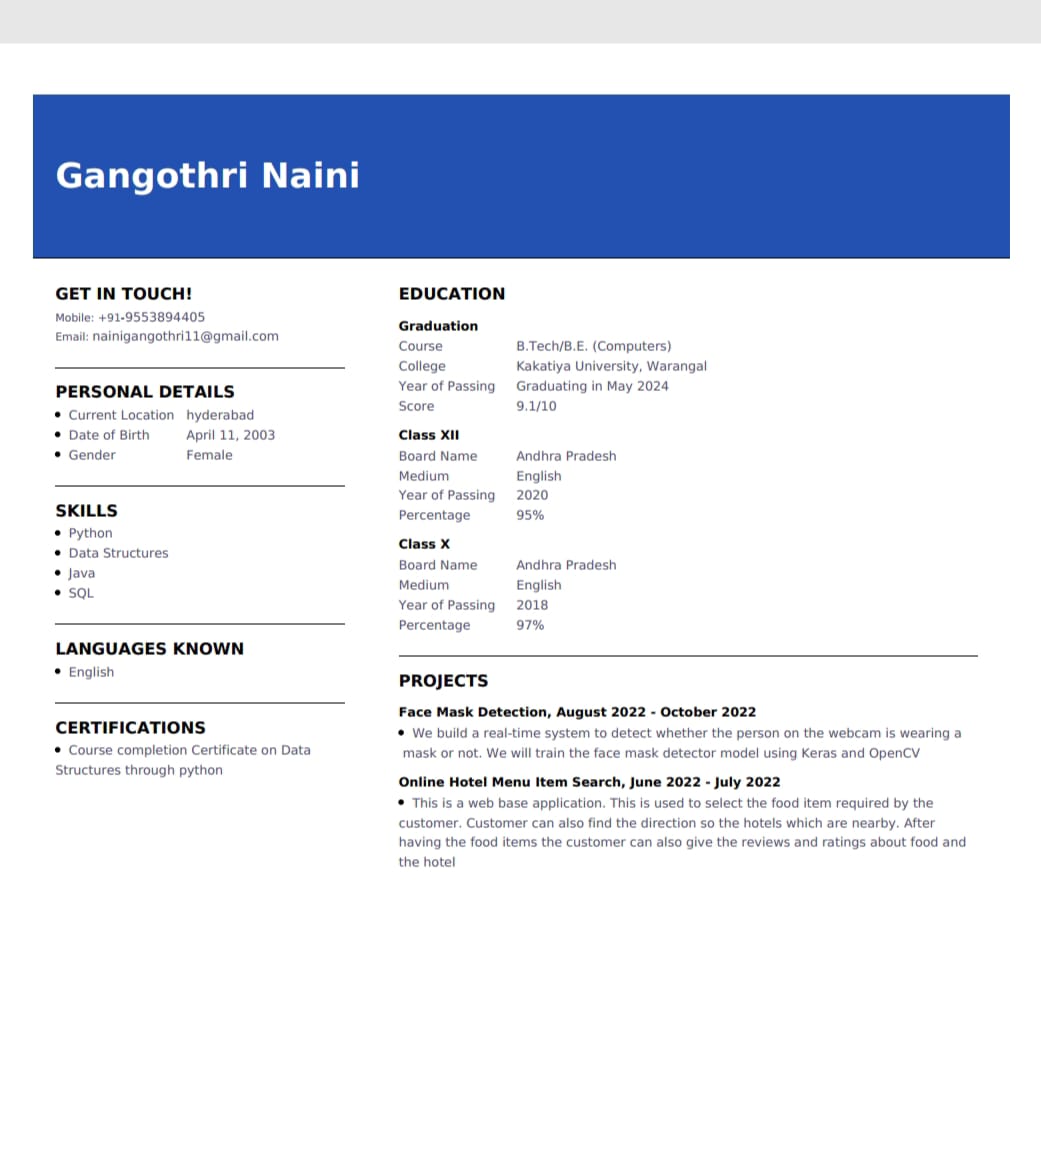 Gangothri Naini
GET IN TOUCH!
Mobile: +91-9553894405
Email: nainigangothri11@gmail.com
PERSONAL DETAILS
• Current Location hyderabad
• Date of Birth April 11, 2003
• Gender Female
SKILLS
• Python
• Data Structures
• Java
• SQL
LANGUAGES KNOWN
• English
CERTIFICATIONS
• Course completion Certificate on Data
Structures through python
EDUCATION
Graduation
Course B.Tech/B.E. (Computers)
College Kakatiya University, Warangal
Year of Passing Graduating in May 2024
Score 9.1/10
Class XII
Board Name Andhra Pradesh
Medium English
Year of Passing 2020
Percentage 95%
Class X
Board Name Andhra Pradesh
Medium English
Year of Passing 2018
Percentage 97%
PROJECTS
Face Mask Detection, August 2022 - October 2022
• We build a real-time system to detect whether the person on the webcam is wearing a
mask or not. We will train the face mask detector model using Keras and OpenCV
Online Hotel Menu Item Search, June 2022 - July 2022
• This is a web base application. This is used to select the food item required by the
customer. Customer can also find the direction so the hotels which are nearby. After
having the food items the customer can also give the reviews and ratings about food and
the hotel